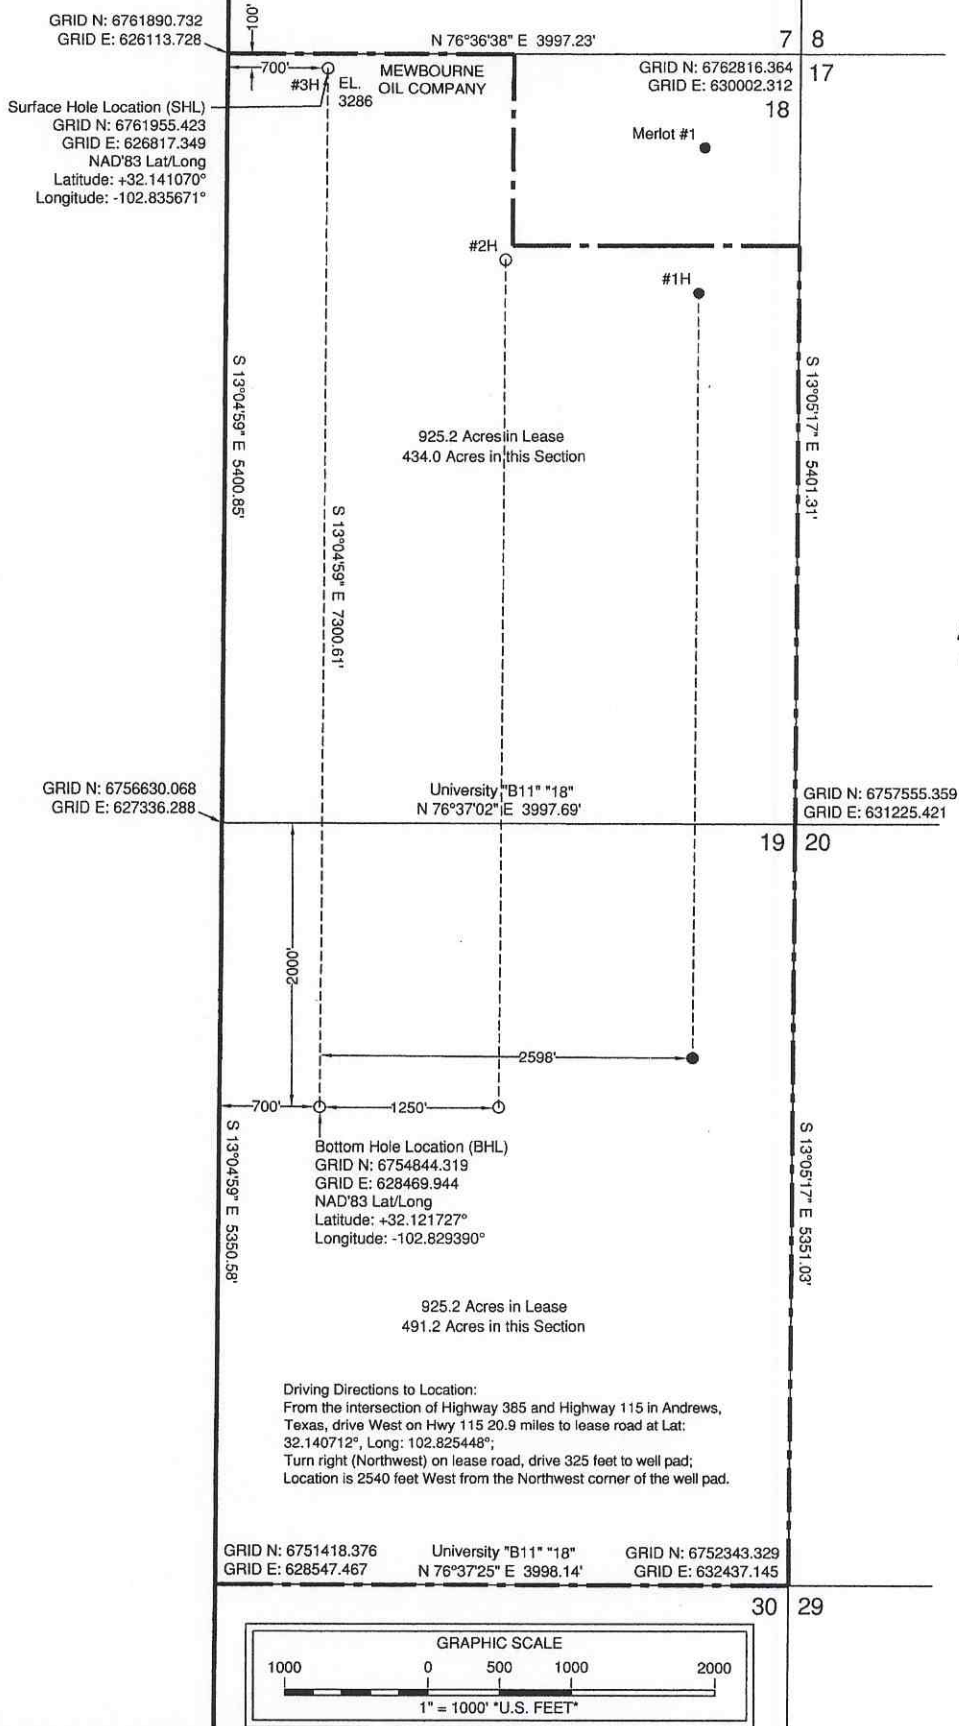 100'
GRID N: 6761890.732
GRID E: 626113.728
N 76°36'38" E 3997.23'
7 8
700'
#3H
EL.
3286
MEWBOURNE
OIL COMPANY
GRID N: 6762816.364
GRID E: 630002.312
17
18
Surface Hole Location (SHL)
GRID N: 6761955.423
GRID E: 626817.349
NAD'83 Lat/Long
Latitude: +32.141070°
Longitude: -102.835671°
Merlot #1
#2H
#1H
S 13°04'59" E 5400.85'
S 13°05'17" E 5401.31'
925.2 Acres in Lease
434.0 Acres in this Section
S 13°04'59" E 7300.61'
GRID N: 6756630.068
GRID E: 627336.288
University "B11" "18"
N 76°37'02" E 3997.69'
GRID N: 6757555.359
GRID E: 631225.421
19 20
2000'
2598'
700'
1250'
Bottom Hole Location (BHL)
GRID N: 6754844.319
GRID E: 628469.944
NAD'83 Lat/Long
Latitude: +32.121727°
Longitude: -102.829390°
S 13°04'59" E 5350.58'
S 13°05'17" E 5351.03'
925.2 Acres in Lease
491.2 Acres in this Section
Driving Directions to Location:
From the intersection of Highway 385 and Highway 115 in Andrews,
Texas, drive West on Hwy 115 20.9 miles to lease road at Lat:
32.140712°, Long: 102.825448°;
Turn right (Northwest) on lease road, drive 325 feet to well pad;
Location is 2540 feet West from the Northwest corner of the well pad.
GRID N: 6751418.376
GRID E: 628547.467
University "B11" "18"
N 76°37'25" E 3998.14'
GRID N: 6752343.329
GRID E: 632437.145
30 29
GRAPHIC SCALE
1000 0 500 1000 2000
1" = 1000' *U.S. FEET*